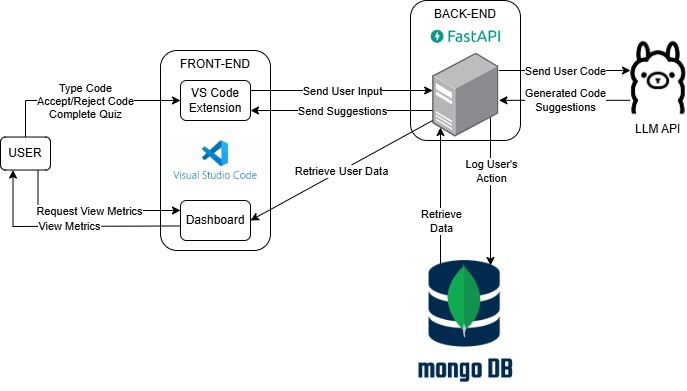 BACK-END
FastAPI
FRONT-END
VS Code
Extension
Type Code
Accept/Reject Code
Complete Quiz
Send User Input
Send Suggestions
Send User Code
Generated Code
Suggestions
LLM API
USER
Visual Studio Code
Retrieve User Data
Log User's
Action
Request View Metrics
View Metrics
Dashboard
Retrieve
Data
mongo DB